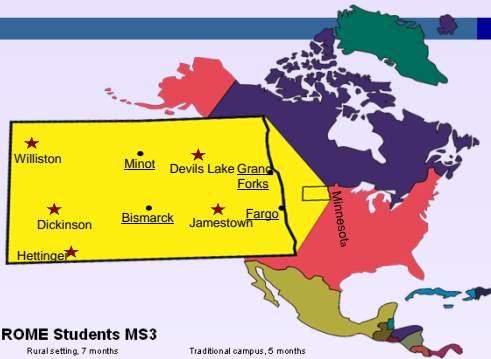 Williston
Minot
Devils Lake
Grand
Forks
Dickinson
Bismarck
Jamestown
Fargo
Minnesota
Hettinger
ROME Students MS3
Rural setting, 7 months
Traditional campus, 5 months